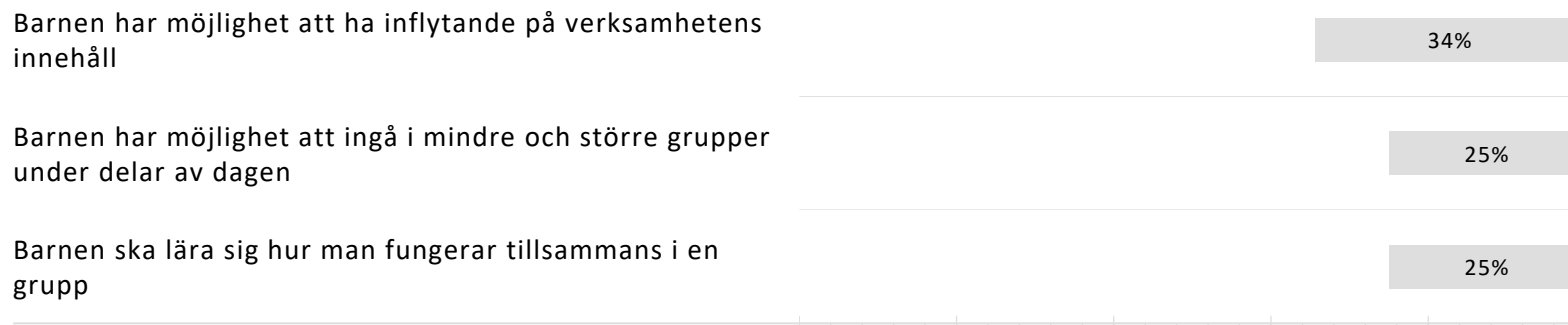 Barnen har möjlighet att ha inflytande på verksamhetens
innehåll
34%
Barnen har möjlighet att ingå i mindre och större grupper
under delar av dagen
25%
Barnen ska lära sig hur man fungerar tillsammans i en
grupp
25%